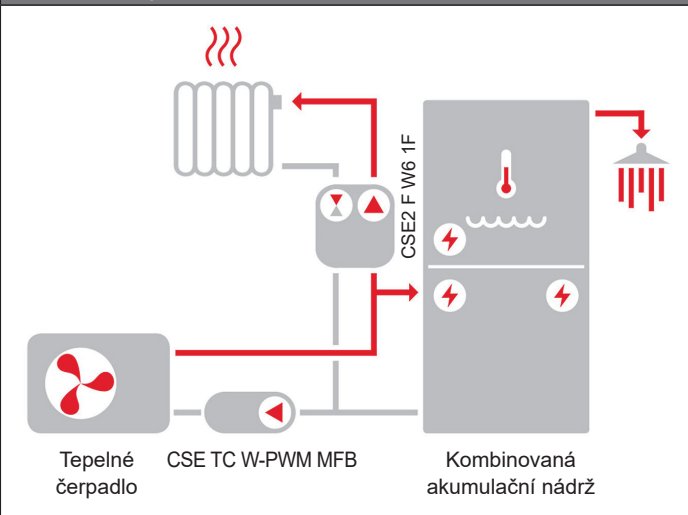 CSE2 F W6 1F
Tepelné
čerpadlo
CSE TC W-PWM MFB
Kombinovaná
akumulační nádrž